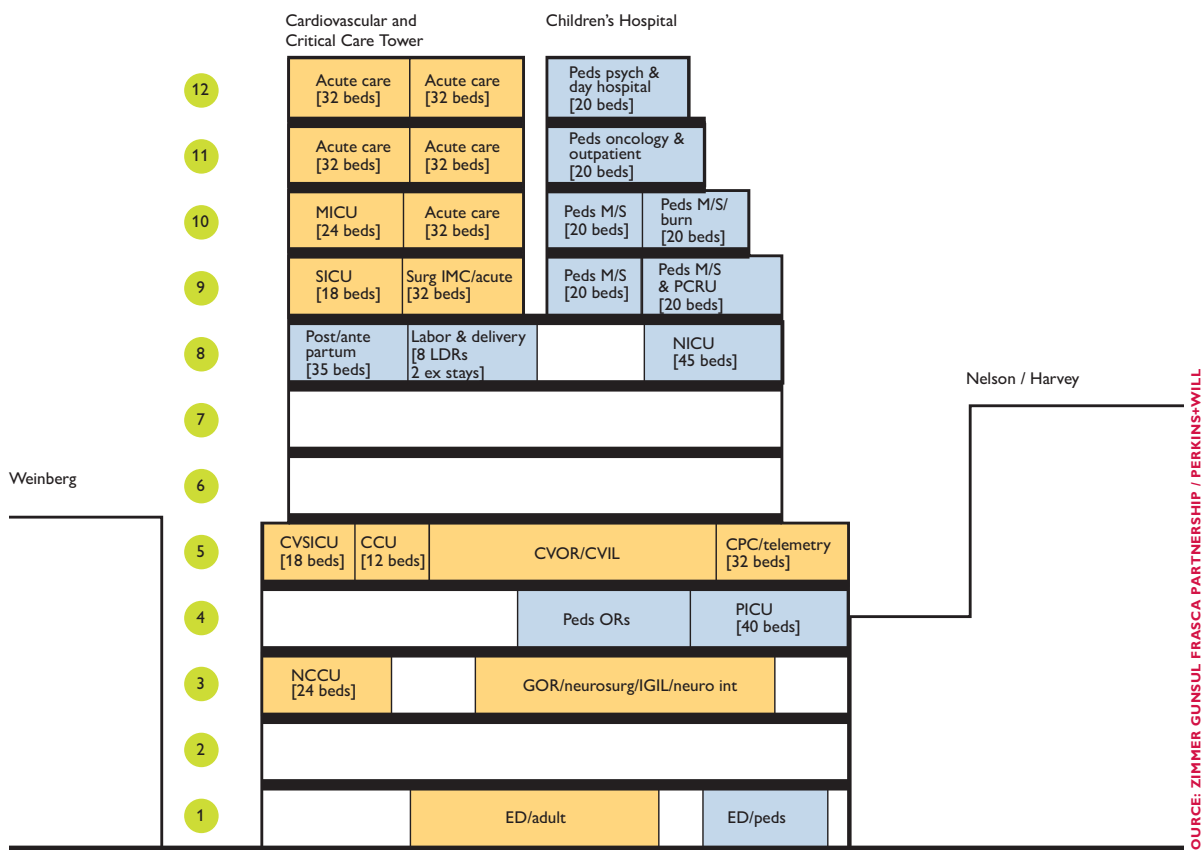 Cardiovascular and
Critical Care Tower
Children's Hospital
12
Acute care
[32 beds]
Acute care
[32 beds]
Peds psych &
day hospital
[20 beds]
11
Acute care
[32 beds]
Acute care
[32 beds]
Peds oncology &
outpatient
[20 beds]
10
MICU
[24 beds]
Acute care
[32 beds]
Peds M/S
[20 beds]
Peds M/S/
burn
[20 beds]
9
SICU
[18 beds]
Surg IMC/acute
[32 beds]
Peds M/S
[20 beds]
Peds M/S
& PCRU
[20 beds]
8
Post/ante
partum
[35 beds]
Labor & delivery
[8 LDRs
2 ex stays]
NICU
[45 beds]
Nelson / Harvey
7
Weinberg
6
5
CVSICU
[18 beds]
CCU
[12 beds]
CVOR/CVIL
CPC/telemetry
[32 beds]
4
Peds ORs
PICU
[40 beds]
3
NCCU
[24 beds]
GOR/neurosurg/IGIL/neuro int
2
1
ED/adult
ED/peds
OURCE: ZIMMER GUNSUL FRASCA PARTNERSHIP / PERKINS+WILL